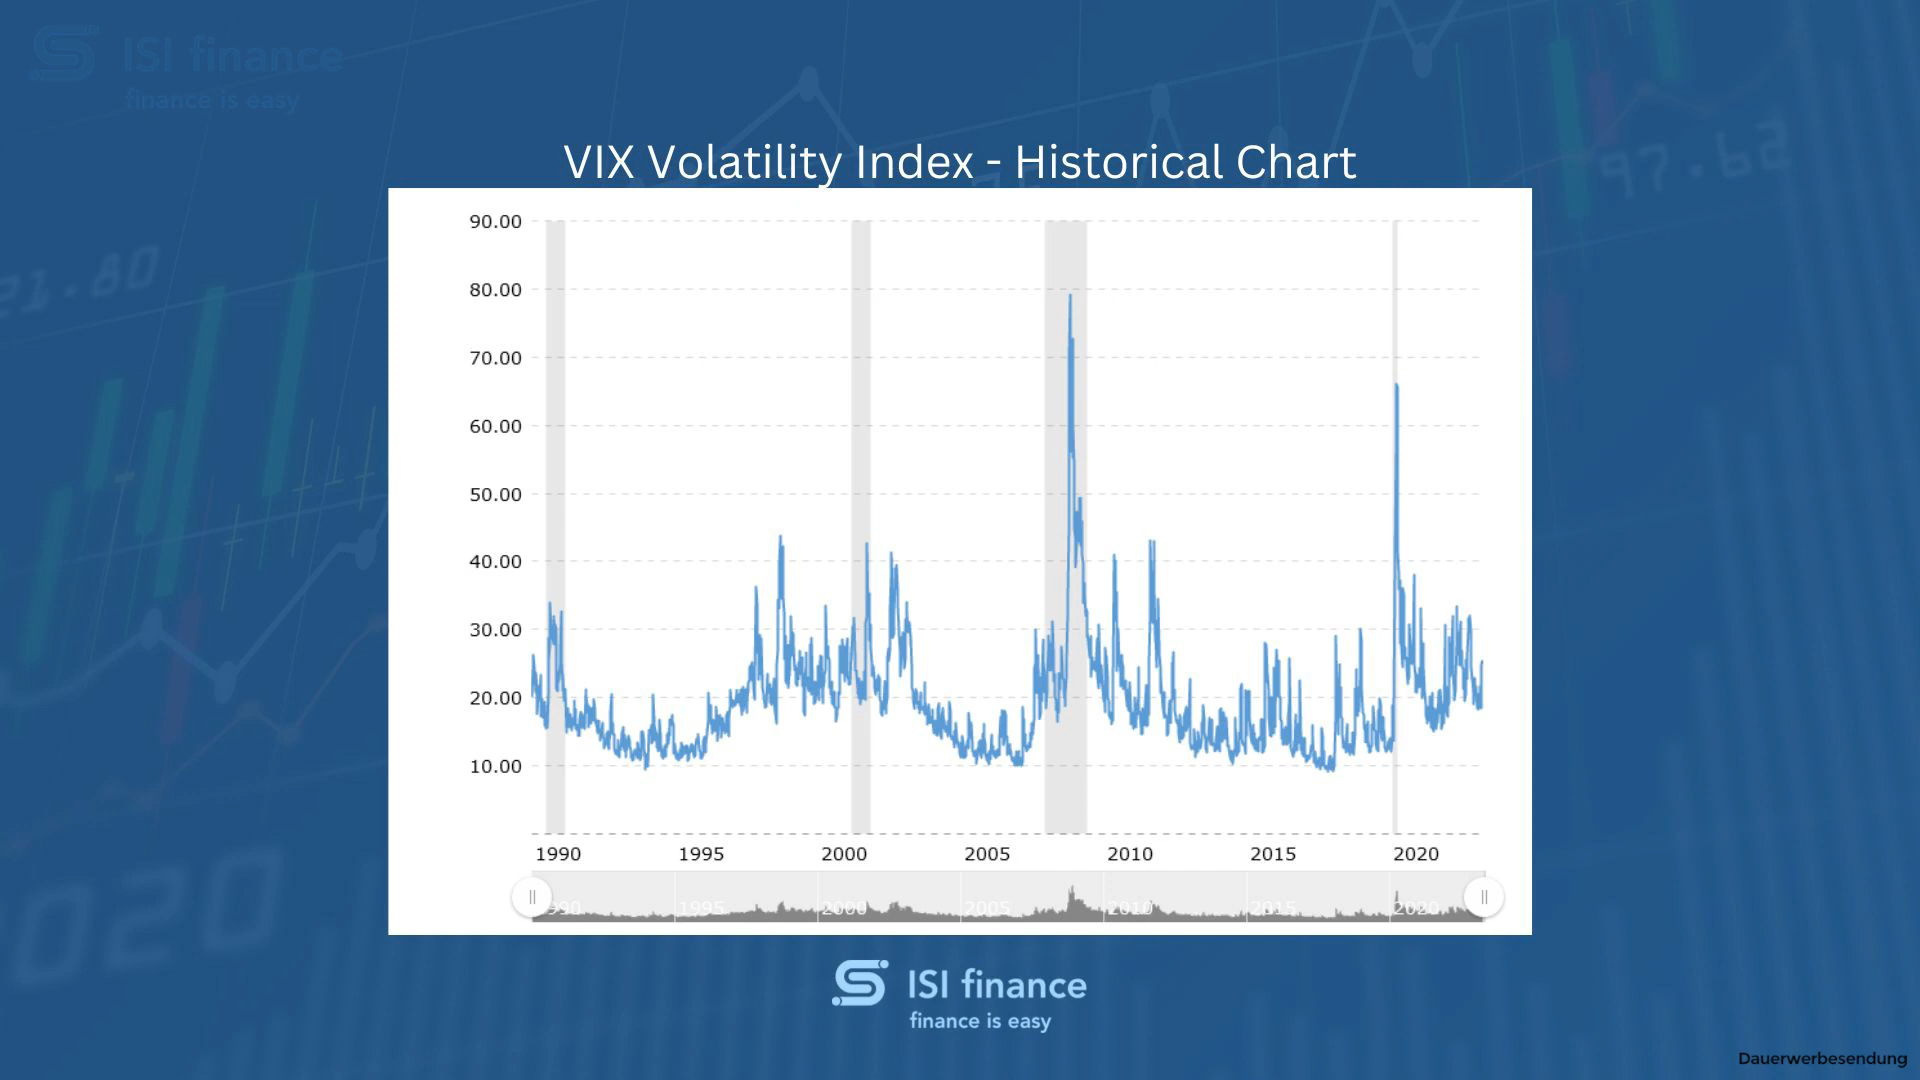 ISI finance
finance is easy
97.62
21.80
VIX Volatility Index - Historical Chart
90.00
80.00
70.00
60.00
50.00
40.00
30.00
20.00
10.00
1990 1995 2000 2005 2010 2015 2020
1995 2000 2005 2010 2015 2020
020
ISI finance
finance is easy
Dauerwerbesendung